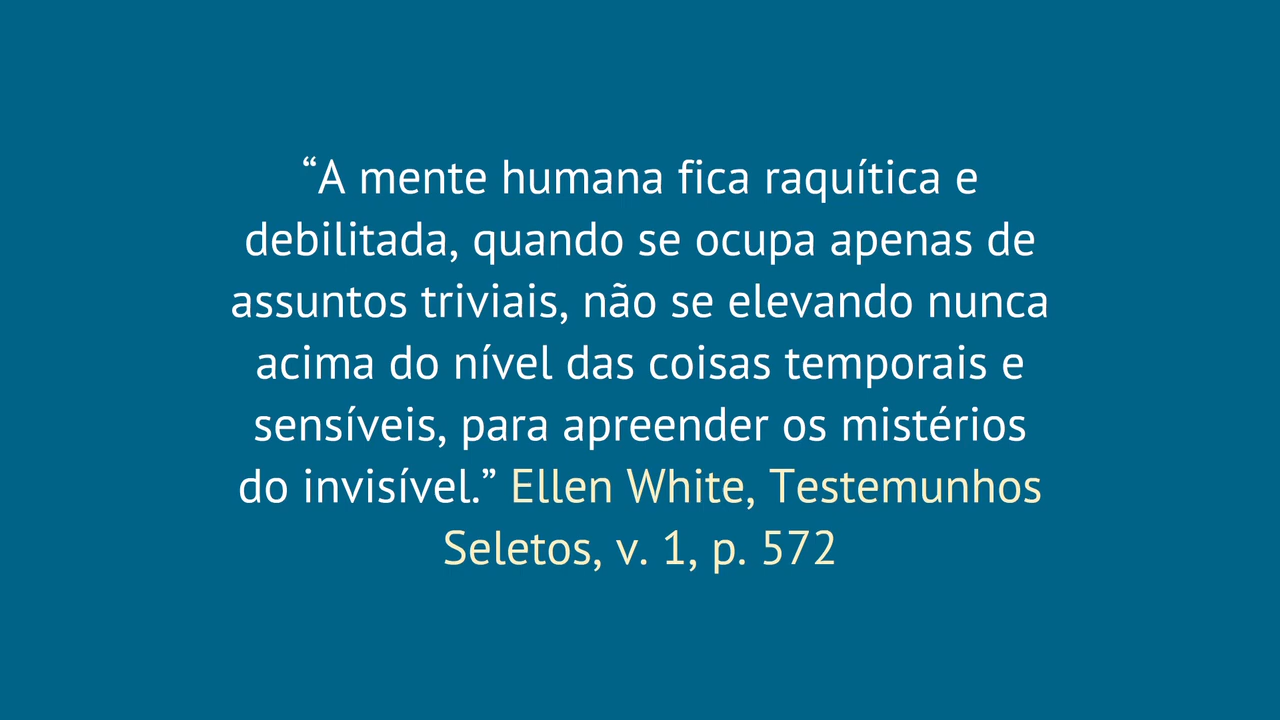 “A mente humana fica raquítica e
debilitada, quando se ocupa apenas de
assuntos triviais, não se elevando nunca
acima do nível das coisas temporais e
sensíveis, para apreender os mistérios
do invisível.” Ellen White, Testemunhos
Seletos, v. 1, p. 572